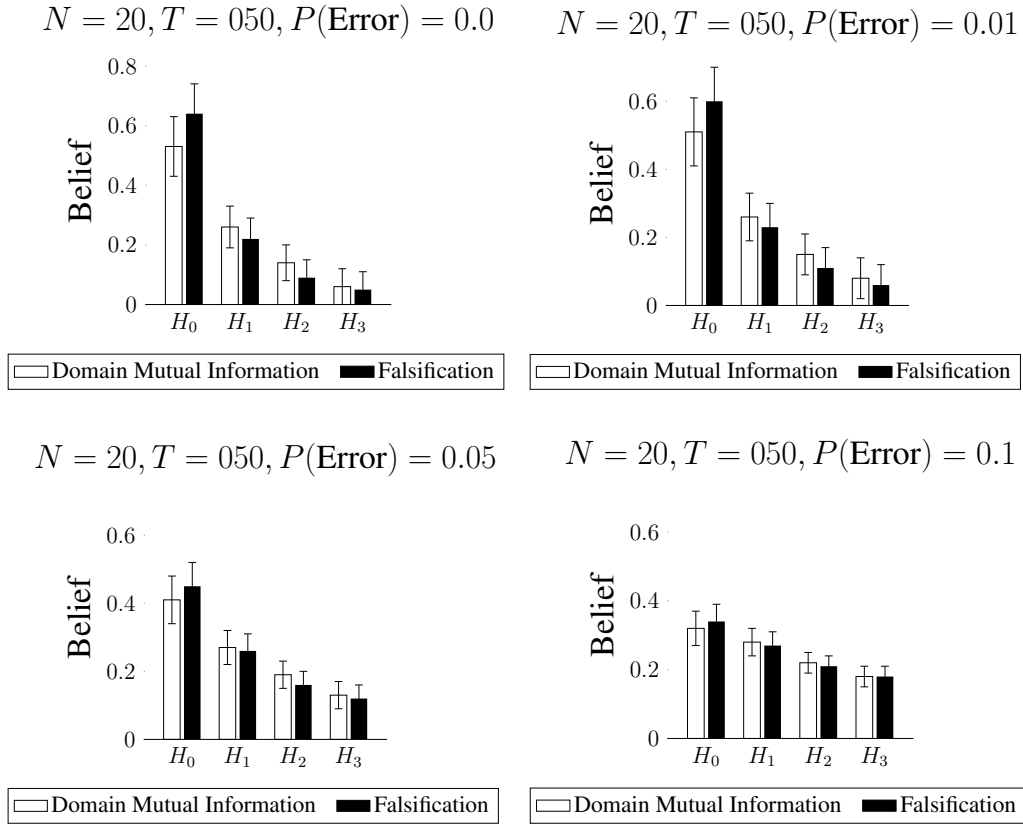 N = 20, T = 050, P(Error) = 0.0
0.8
0.6
0.4
0.2
0
Belief
H₀ H₁ H₂ H₃
Domain Mutual Information Falsification
N = 20, T = 050, P(Error) = 0.01
0.6
0.4
0.2
0
Belief
H₀ H₁ H₂ H₃
Domain Mutual Information Falsification
N = 20, T = 050, P(Error) = 0.05
0.6
0.4
0.2
0
Belief
H₀ H₁ H₂ H₃
Domain Mutual Information Falsification
N = 20, T = 050, P(Error) = 0.1
0.6
0.4
0.2
0
Belief
H₀ H₁ H₂ H₃
Domain Mutual Information Falsification